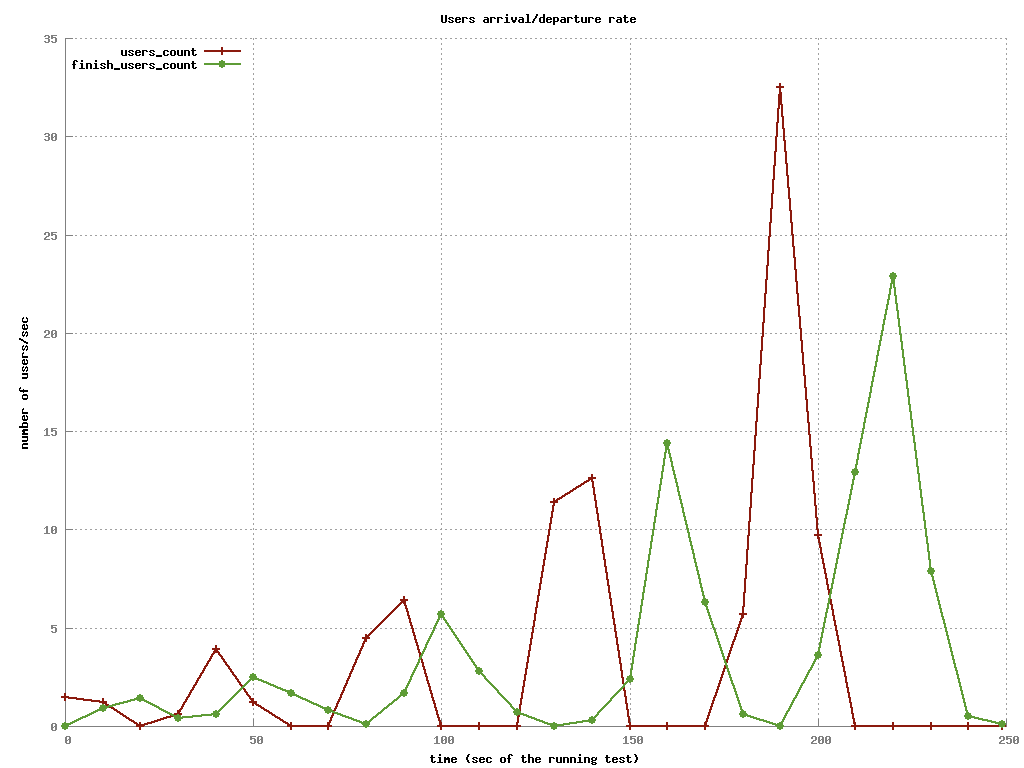 Users arrival/departure rate
users_count
finish_users_count
35
30
25
20
15
10
5
0
number of users/sec
0 50 100 150 200 250
time (sec of the running test)